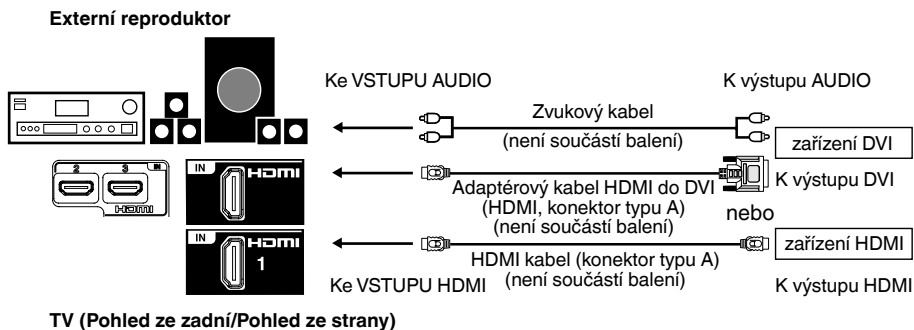 Externí reproduktor
Ke VSTUPU AUDIO
K výstupu AUDIO
Zvukový kabel
(není součástí balení)
zařízení DVI
2 3 IN
HDMI
IN HDMI
Adaptérový kabel HDMI do DVI
(HDMI, konektor typu A)
(není součástí balení)
K výstupu DVI
nebo
IN HDMI
1
HDMI kabel (konektor typu A)
(není součástí balení)
zařízení HDMI
Ke VSTUPU HDMI
K výstupu HDMI
TV (Pohled ze zadní/Pohled ze strany)